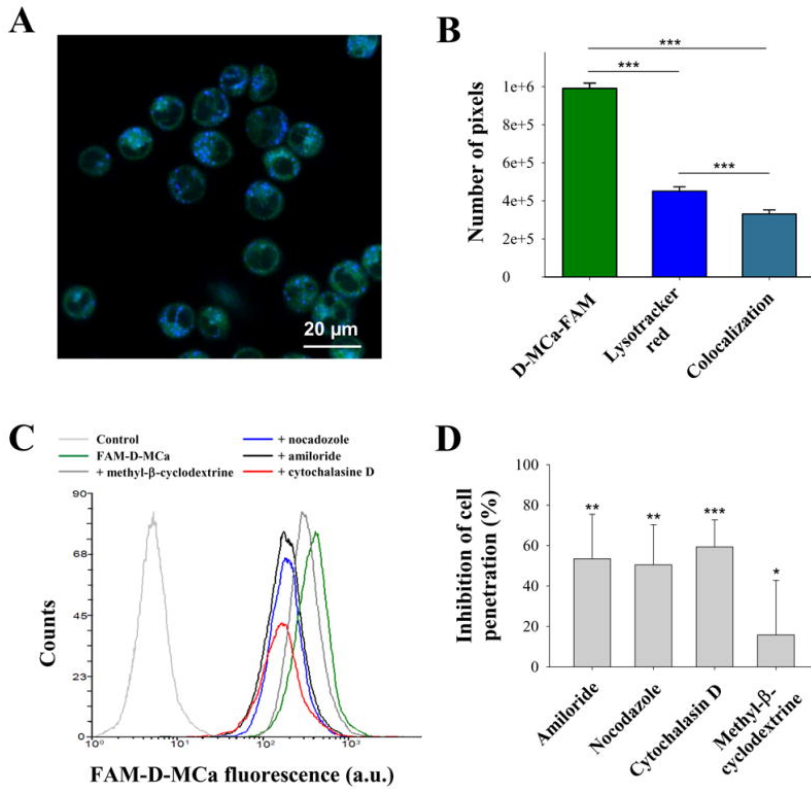 A
20 µm
B
Number of pixels
1e+6
8e+5
6e+5
4e+5
2e+5
0
***
***
***
D-MCa-FAM
Lysotracker
red
Colocalization
C
Control
FAM-D-MCa
+ methyl-β-cyclodextrine
+ nocadozole
+ amiloride
+ cytochalasine D
Counts
90
68
45
23
0
10⁰
10¹
10²
10³
FAM-D-MCa fluorescence (a.u.)
D
Inhibition of cell
penetration (%)
100
80
60
40
20
0
**
**
***
*
Amiloride
Nocodazole
Cytochalasin D
Methyl-β-
cyclodextrine